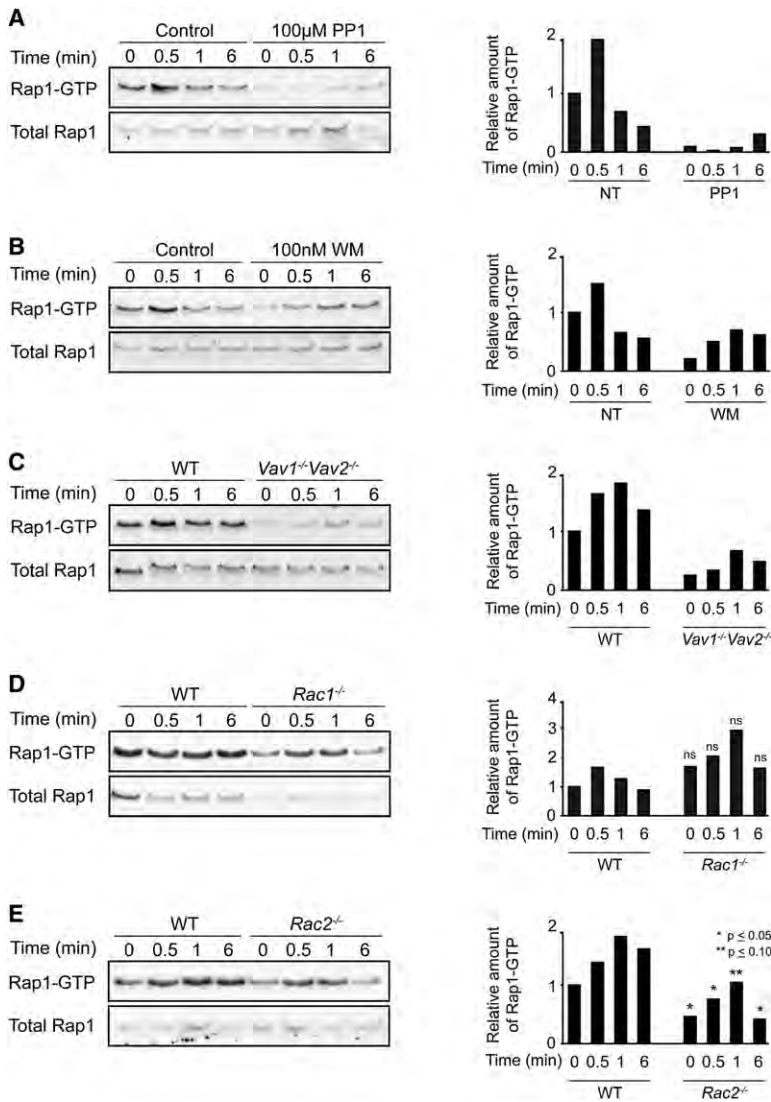 A
Control 100µM PP1
Time (min) 0 0.5 1 6 0 0.5 1 6
Rap1-GTP
Total Rap1
Relative amount of Rap1-GTP
2
1
0
Time (min) 0 0.5 1 6 0 0.5 1 6
NT PP1
B
Control 100nM WM
Time (min) 0 0.5 1 6 0 0.5 1 6
Rap1-GTP
Total Rap1
Relative amount of Rap1-GTP
2
1
0
Time (min) 0 0.5 1 6 0 0.5 1 6
NT WM
C
WT Vav1-/-Vav2-/-
Time (min) 0 0.5 1 6 0 0.5 1 6
Rap1-GTP
Total Rap1
Relative amount of Rap1-GTP
2
1
0
Time (min) 0 0.5 1 6 0 0.5 1 6
WT Vav1-/-Vav2-/-
D
WT Rac1-/-
Time (min) 0 0.5 1 6 0 0.5 1 6
Rap1-GTP
Total Rap1
Relative amount of Rap1-GTP
4
3
2
1
0
ns ns ns ns
Time (min) 0 0.5 1 6 0 0.5 1 6
WT Rac1-/-
E
WT Rac2-/-
Time (min) 0 0.5 1 6 0 0.5 1 6
Rap1-GTP
Total Rap1
Relative amount of Rap1-GTP
2
1
0
* p ≤ 0.05
** p ≤ 0.10
* * ** *
Time (min) 0 0.5 1 6 0 0.5 1 6
WT Rac2-/-